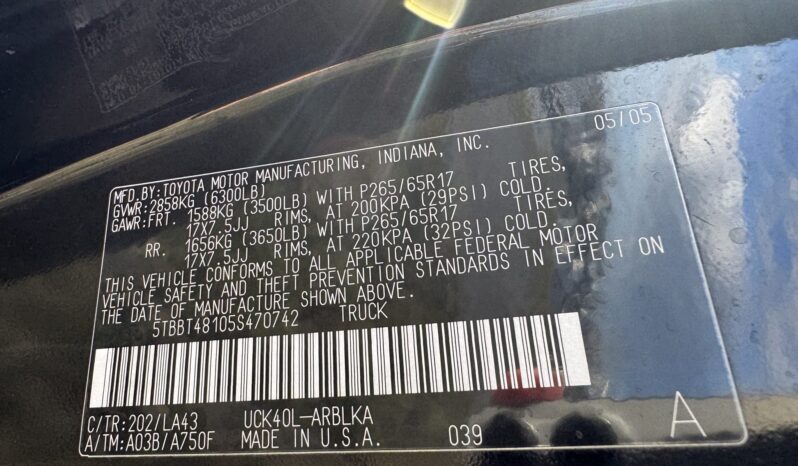 05/05
MFD.BY:TOYOTA MOTOR MANUFACTURING, INDIANA, INC.
GVWR:2858KG (6300LB)
GAWR:FRT. 1588KG (3500LB) WITH P265/65R17 TIRES,
17X7.5JJ RIMS, AT 200KPA (29PSI) COLD.
RR. 1656KG (3650LB) WITH P265/65R17 TIRES,
17X7.5JJ RIMS, AT 220KPA (32PSI) COLD.
THIS VEHICLE CONFORMS TO ALL APPLICABLE FEDERAL MOTOR
VEHICLE SAFETY AND THEFT PREVENTION STANDARDS IN EFFECT ON
THE DATE OF MANUFACTURE SHOWN ABOVE.
5TBBT48105S470742 TRUCK
C/TR:202/LA43 UCK40L-ARBLKA
A/TM:A03B/A750F MADE IN U.S.A. 039 A